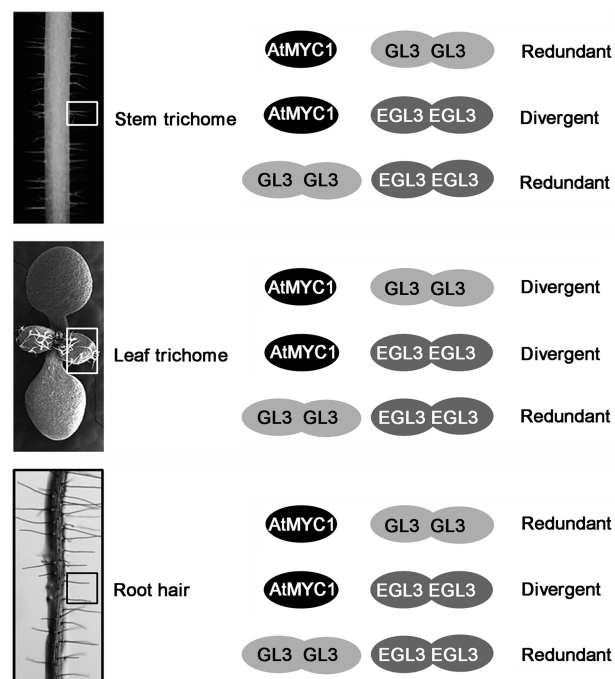 AtMYC1 GL3 GL3 Redundant
Stem trichome AtMYC1 EGL3 EGL3 Divergent
GL3 GL3 EGL3 EGL3 Redundant
AtMYC1 GL3 GL3 Divergent
Leaf trichome AtMYC1 EGL3 EGL3 Divergent
GL3 GL3 EGL3 EGL3 Redundant
AtMYC1 GL3 GL3 Redundant
Root hair AtMYC1 EGL3 EGL3 Divergent
GL3 GL3 EGL3 EGL3 Redundant